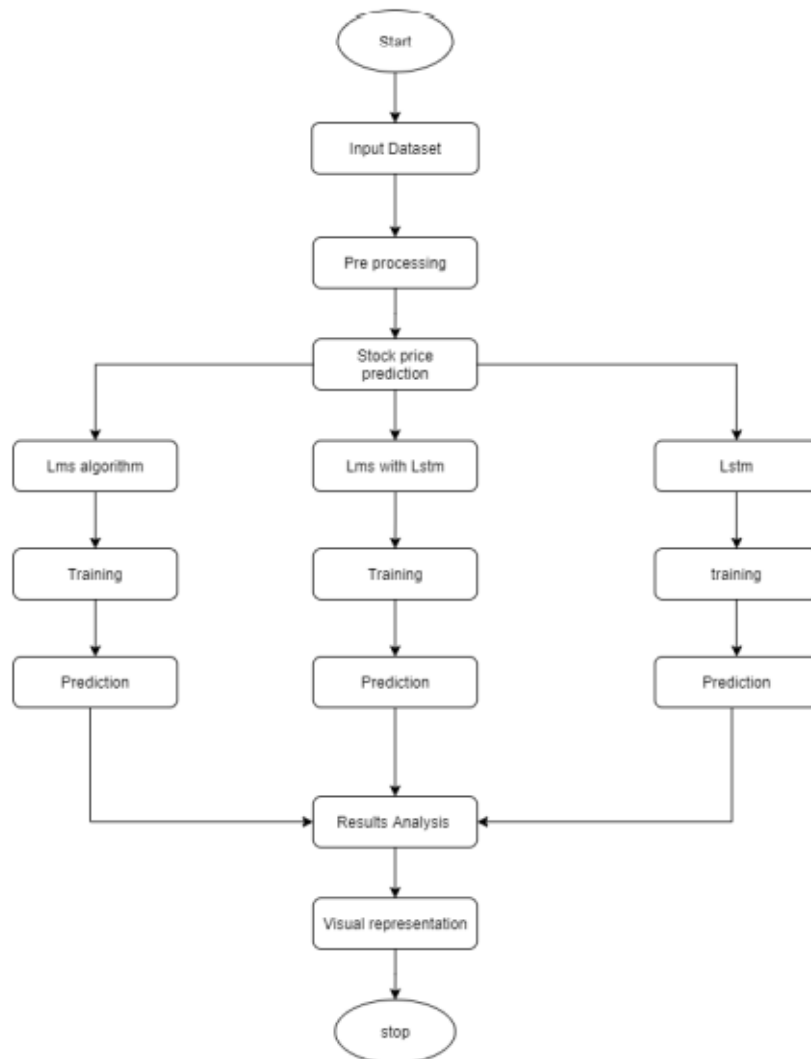 Start
Input Dataset
Pre processing
Stock price
prediction
Lms algorithm
Lms with Lstm
Lstm
Training
Training
training
Prediction
Prediction
Prediction
Results Analysis
Visual representation
stop